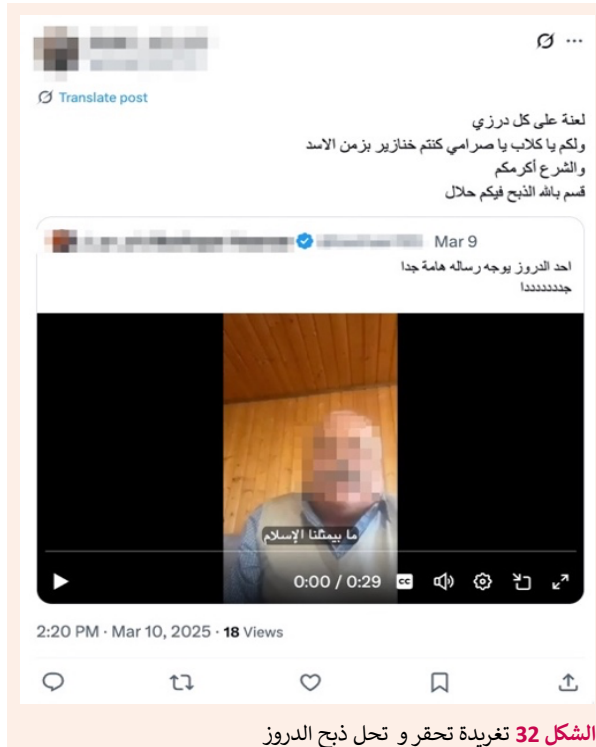 Translate post
لعنة على كل درزي
ولكم يا كلاب يا صرامي كنتم خنازير بزمن الاسد
والشرع أكرمكم
قسم بالله الذبح فيكم حلال
Mar 9
احد الدروز يوجه رساله هامة جدا
جددددددا
ما بيمثلنا الإسلام
0:00 / 0:29
CC
2:20 PM · Mar 10, 2025 · 18 Views
الشكل 32 تغريدة تحقر و تحل ذبح الدروز